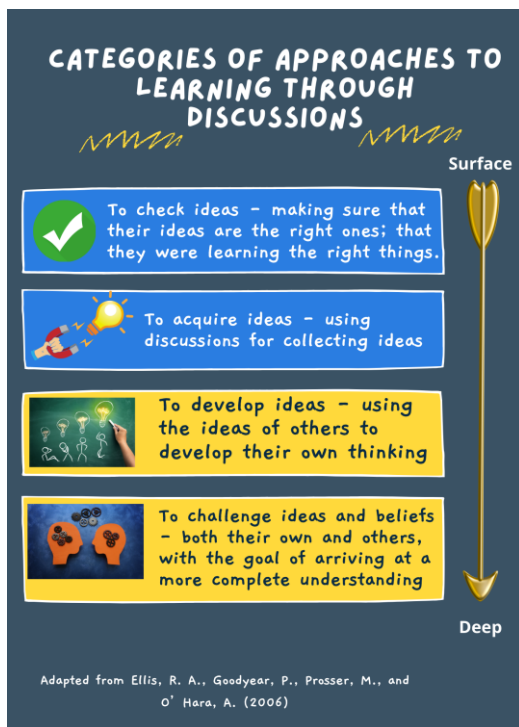 CATEGORIES OF APPROACHES TO
LEARNING THROUGH
DISCUSSIONS
Surface
To check ideas - making sure that
their ideas are the right ones; that
they were learning the right things.
To acquire ideas - using
discussions for collecting ideas
To develop ideas - using
the ideas of others to
develop their own thinking
To challenge ideas and beliefs
- both their own and others,
with the goal of arriving at a
more complete understanding
Deep
Adapted from Ellis, R. A., Goodyear, P., Prosser, M., and
O' Hara, A. (2006)